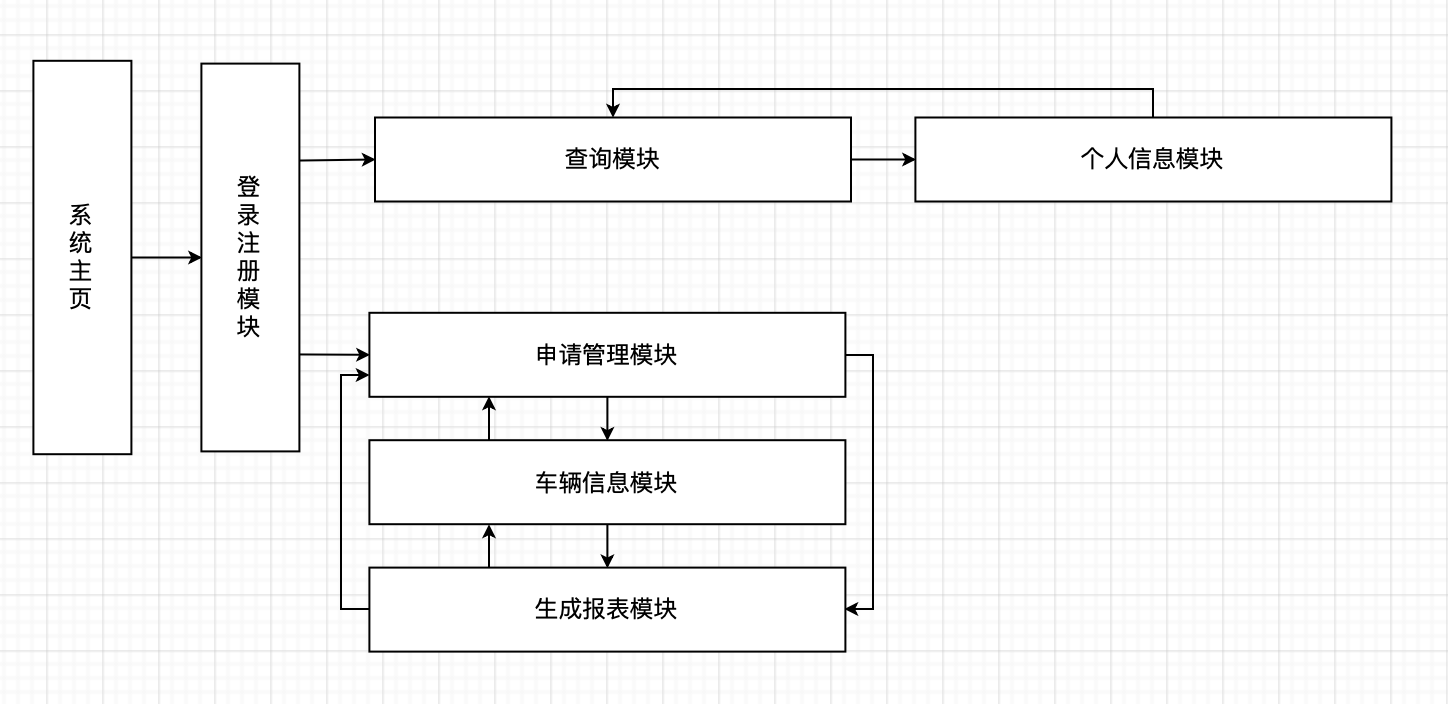 系统主页
登录注册模块
查询模块
个人信息模块
申请管理模块
车辆信息模块
生成报表模块